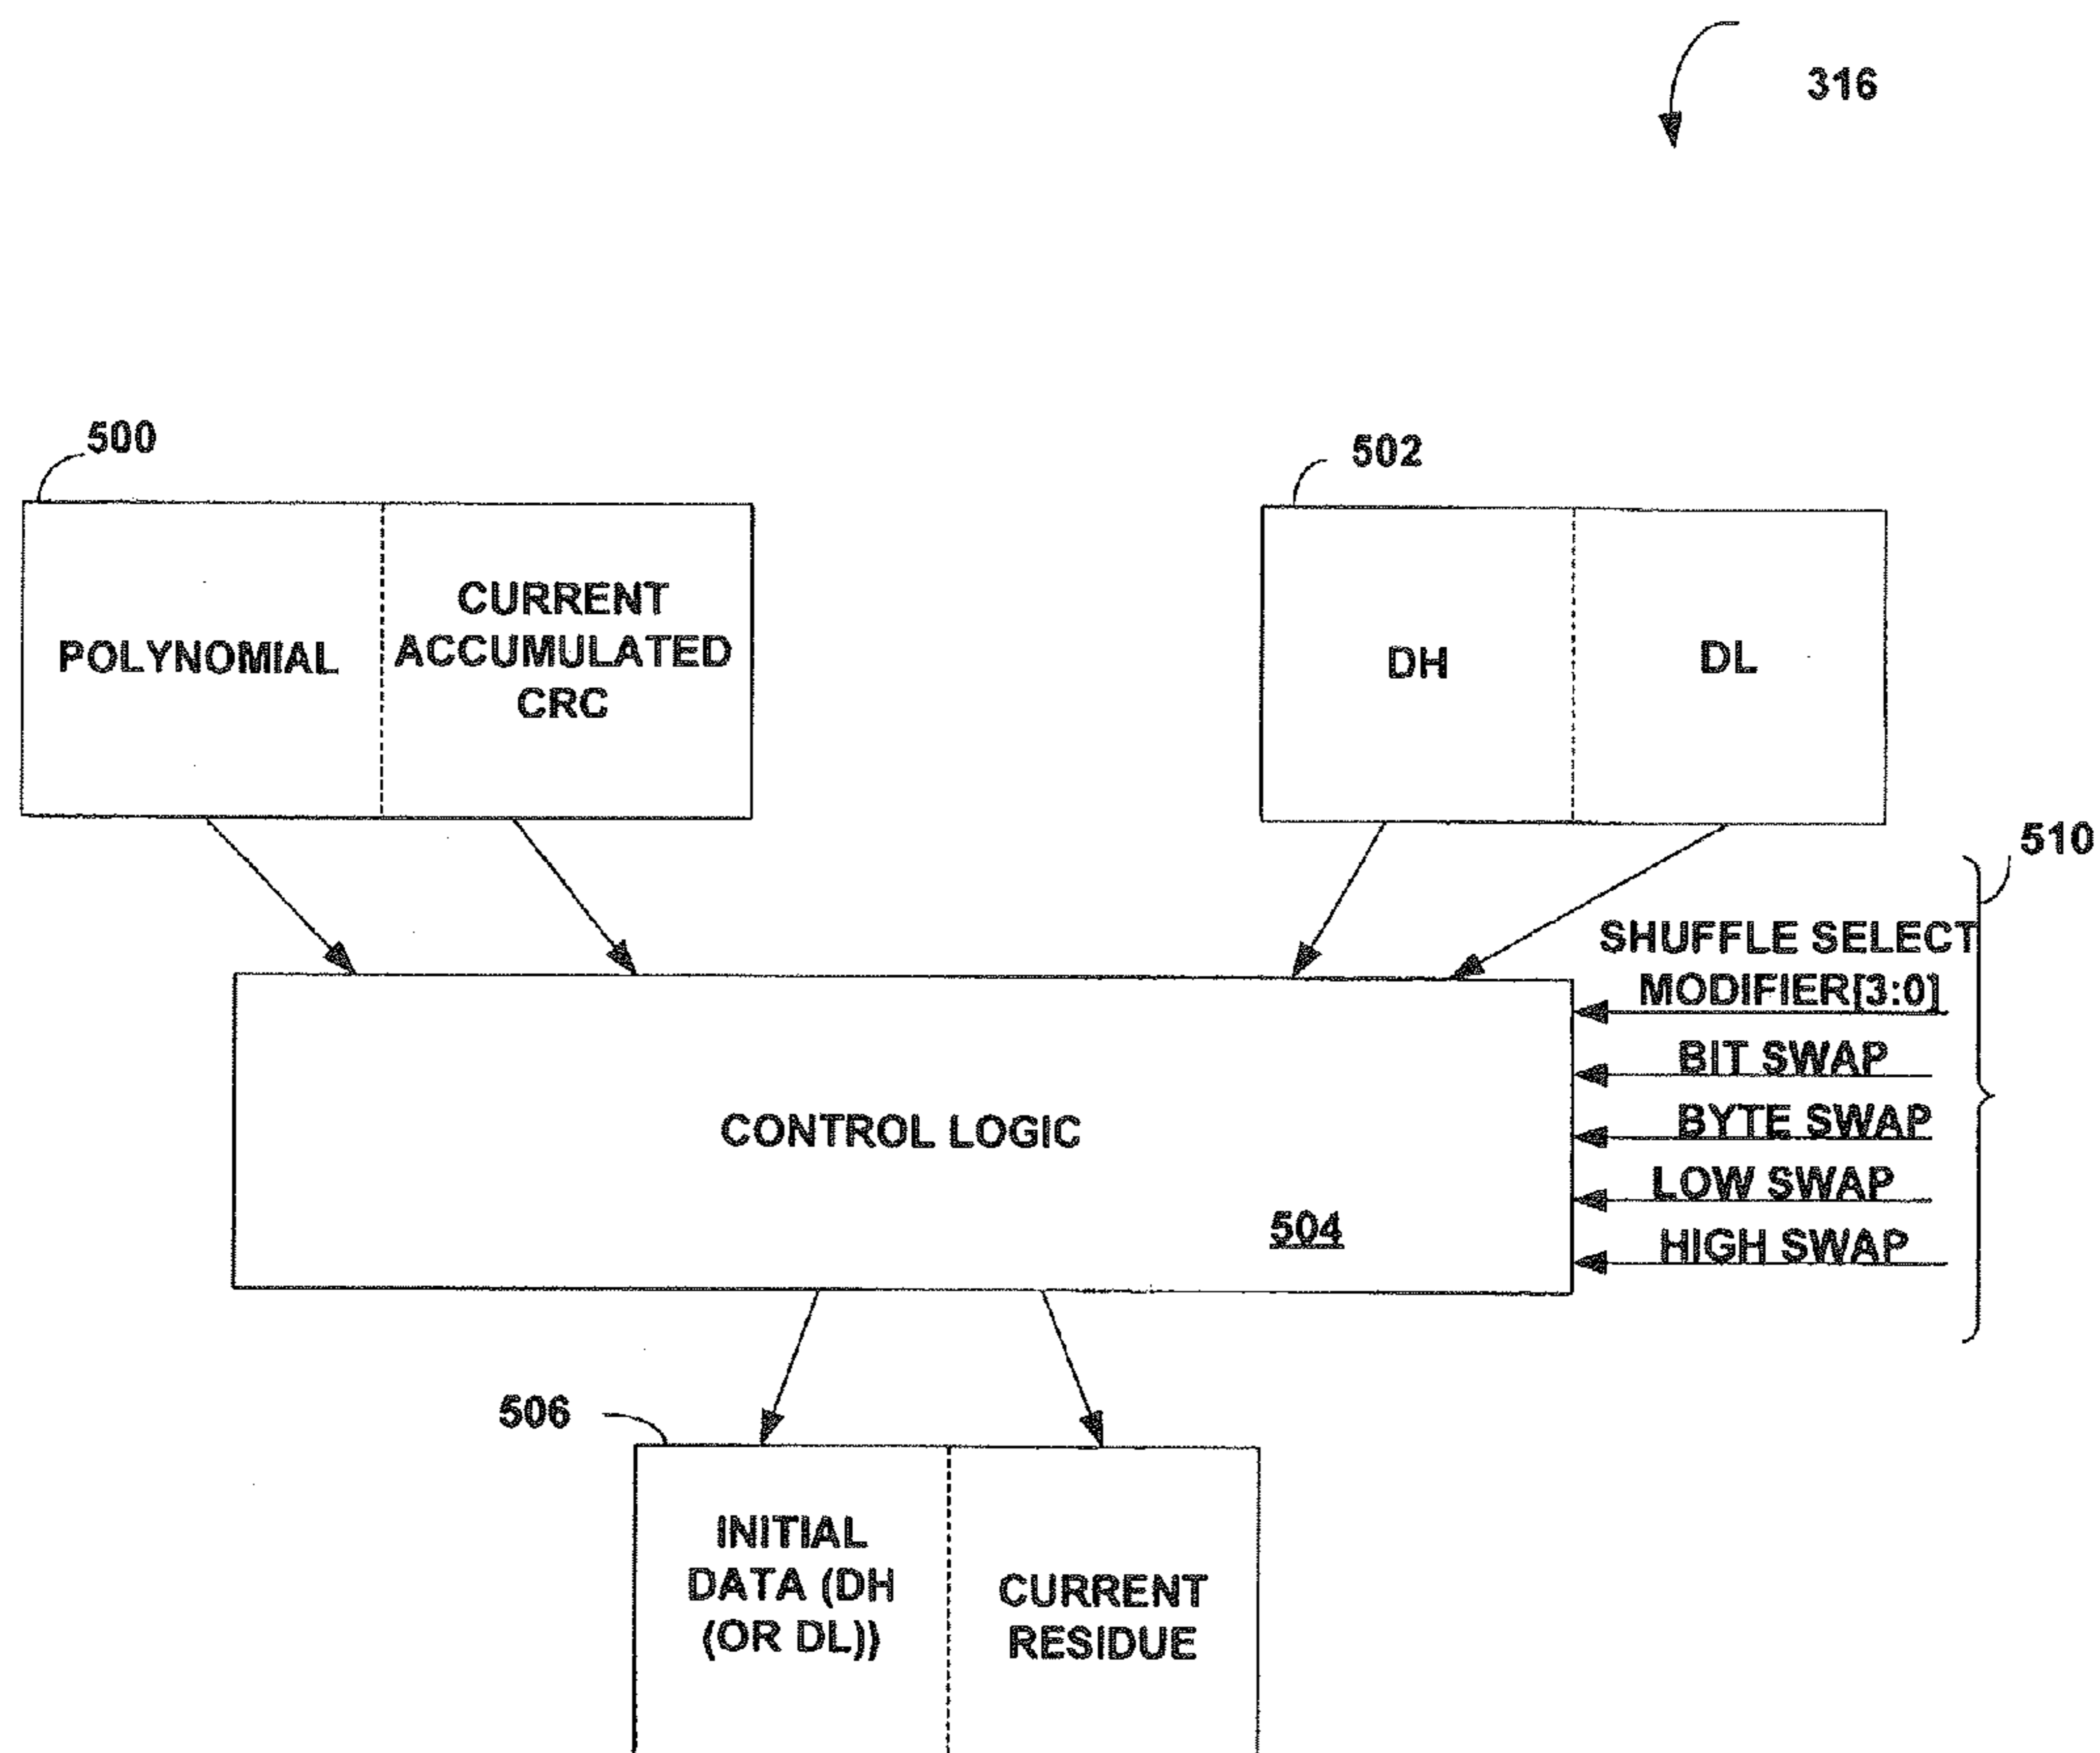 316
500
502
POLYNOMIAL
CURRENT
ACCUMULATED
CRC
DH
DL
510
SHUFFLE SELECT
MODIFIER[3:0]
BIT SWAP
BYTE SWAP
LOW SWAP
HIGH SWAP
CONTROL LOGIC
504
506
INITIAL
DATA (DH
(OR DL))
CURRENT
RESIDUE